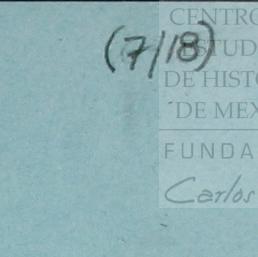 (7/18)
CENTRO
ESTUD
DE HISTO
DE MEX
FUNDA
Carlos